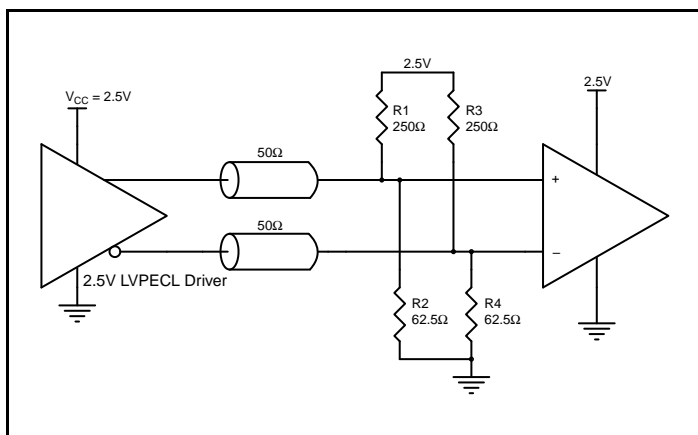 2.5V
V_CC = 2.5V
2.5V
R1
250Ω
R3
250Ω
50Ω
+
50Ω
–
2.5V LVPECL Driver
R2
62.5Ω
R4
62.5Ω